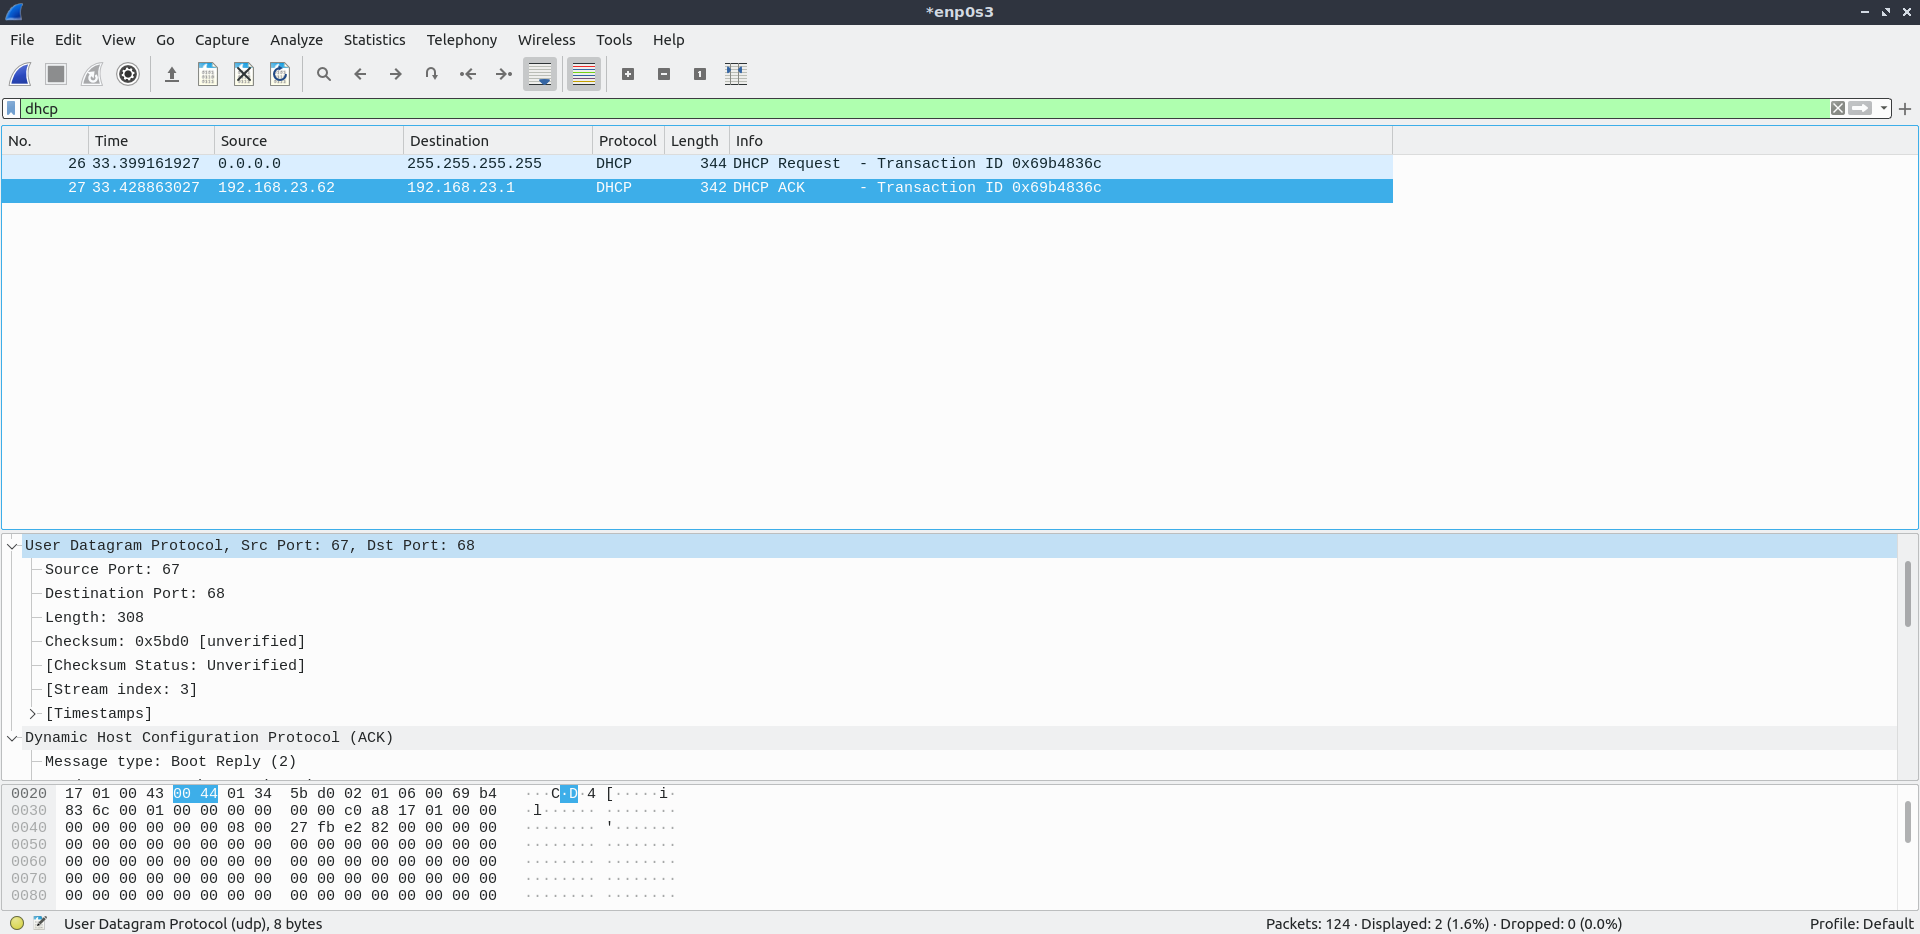 *enp0s3
File Edit View Go Capture Analyze Statistics Telephony Wireless Tools Help
dhcp
No. Time Source Destination Protocol Length Info
26 33.399161927 0.0.0.0 255.255.255.255 DHCP 344 DHCP Request - Transaction ID 0x69b4836c
27 33.428863027 192.168.23.62 192.168.23.1 DHCP 342 DHCP ACK - Transaction ID 0x69b4836c
User Datagram Protocol, Src Port: 67, Dst Port: 68
Source Port: 67
Destination Port: 68
Length: 308
Checksum: 0x5bd0 [unverified]
[Checksum Status: Unverified]
[Stream index: 3]
[Timestamps]
Dynamic Host Configuration Protocol (ACK)
Message type: Boot Reply (2)
0020 17 01 00 43 00 44 01 34 5b d0 02 01 06 00 69 b4 ···C·D·4 [·····i·
0030 83 6c 00 01 00 00 00 00 00 00 c0 a8 17 01 00 00 ·l······ ········
0040 00 00 00 00 00 00 08 00 27 fb e2 82 00 00 00 00 ········ '·······
0050 00 00 00 00 00 00 00 00 00 00 00 00 00 00 00 00 ········ ········
0060 00 00 00 00 00 00 00 00 00 00 00 00 00 00 00 00 ········ ········
0070 00 00 00 00 00 00 00 00 00 00 00 00 00 00 00 00 ········ ········
0080 00 00 00 00 00 00 00 00 00 00 00 00 00 00 00 00 ········ ········
User Datagram Protocol (udp), 8 bytes Packets: 124 · Displayed: 2 (1.6%) · Dropped: 0 (0.0%) Profile: Default